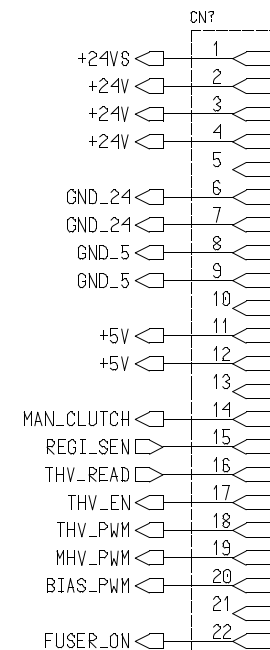 CN?
+24VS 1
+24V 2
+24V 3
+24V 4
5
GND_24 6
GND_24 7
GND_5 8
GND_5 9
10
+5V 11
+5V 12
13
MAN_CLUTCH 14
REGI_SEN 15
THV_READ 16
THV_EN 17
THV_PWM 18
MHV_PWM 19
BIAS_PWM 20
21
FUSER_ON 22